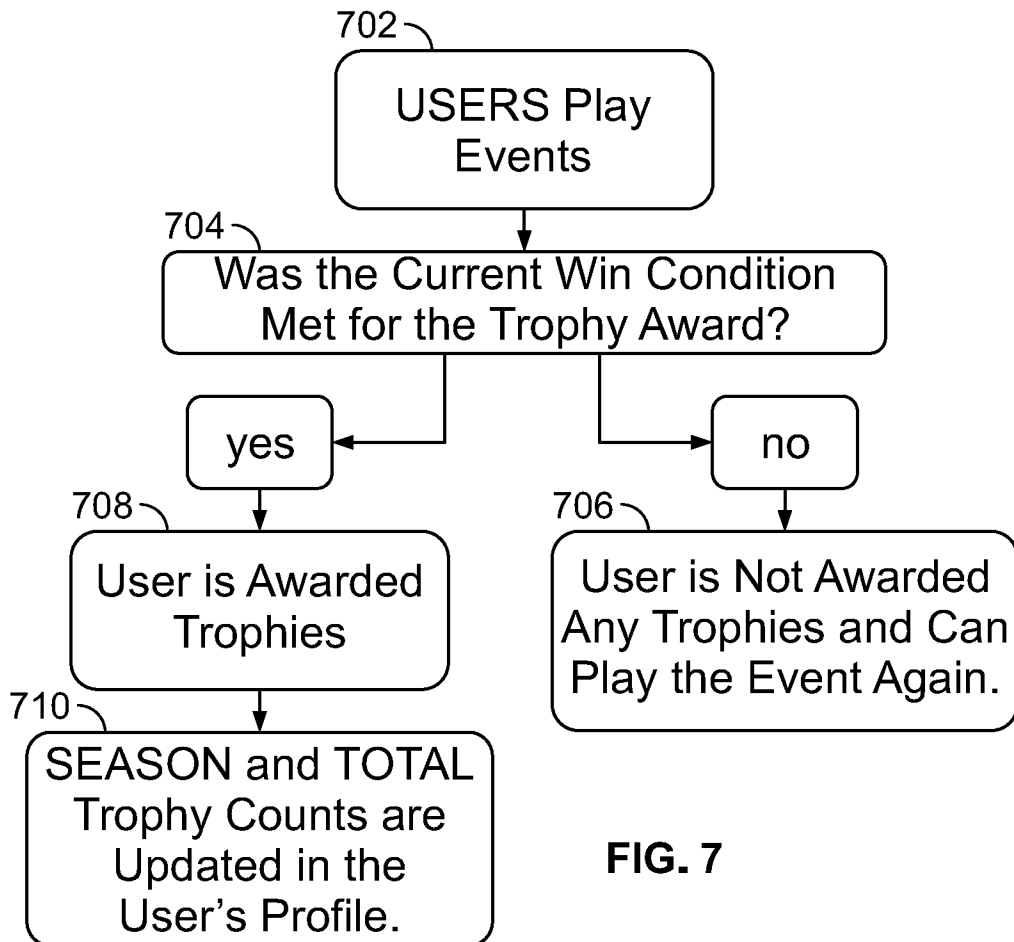 702
USERS Play
Events
704
Was the Current Win Condition
Met for the Trophy Award?
yes
no
708
User is Awarded
Trophies
706
User is Not Awarded
Any Trophies and Can
Play the Event Again.
710
SEASON and TOTAL
Trophy Counts are
Updated in the
User's Profile.
FIG. 7